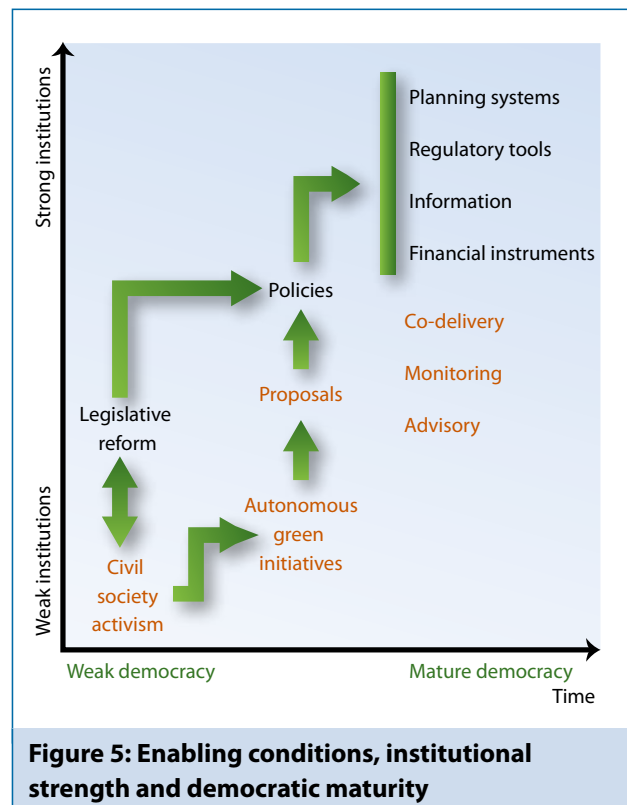 Strong institutions
Weak institutions
Planning systems
Regulatory tools
Information
Financial instruments
Policies
Co-delivery
Monitoring
Advisory
Proposals
Legislative
reform
Autonomous
green
initiatives
Civil
society
activism
Weak democracy
Mature democracy
Time
Figure 5: Enabling conditions, institutional
strength and democratic maturity